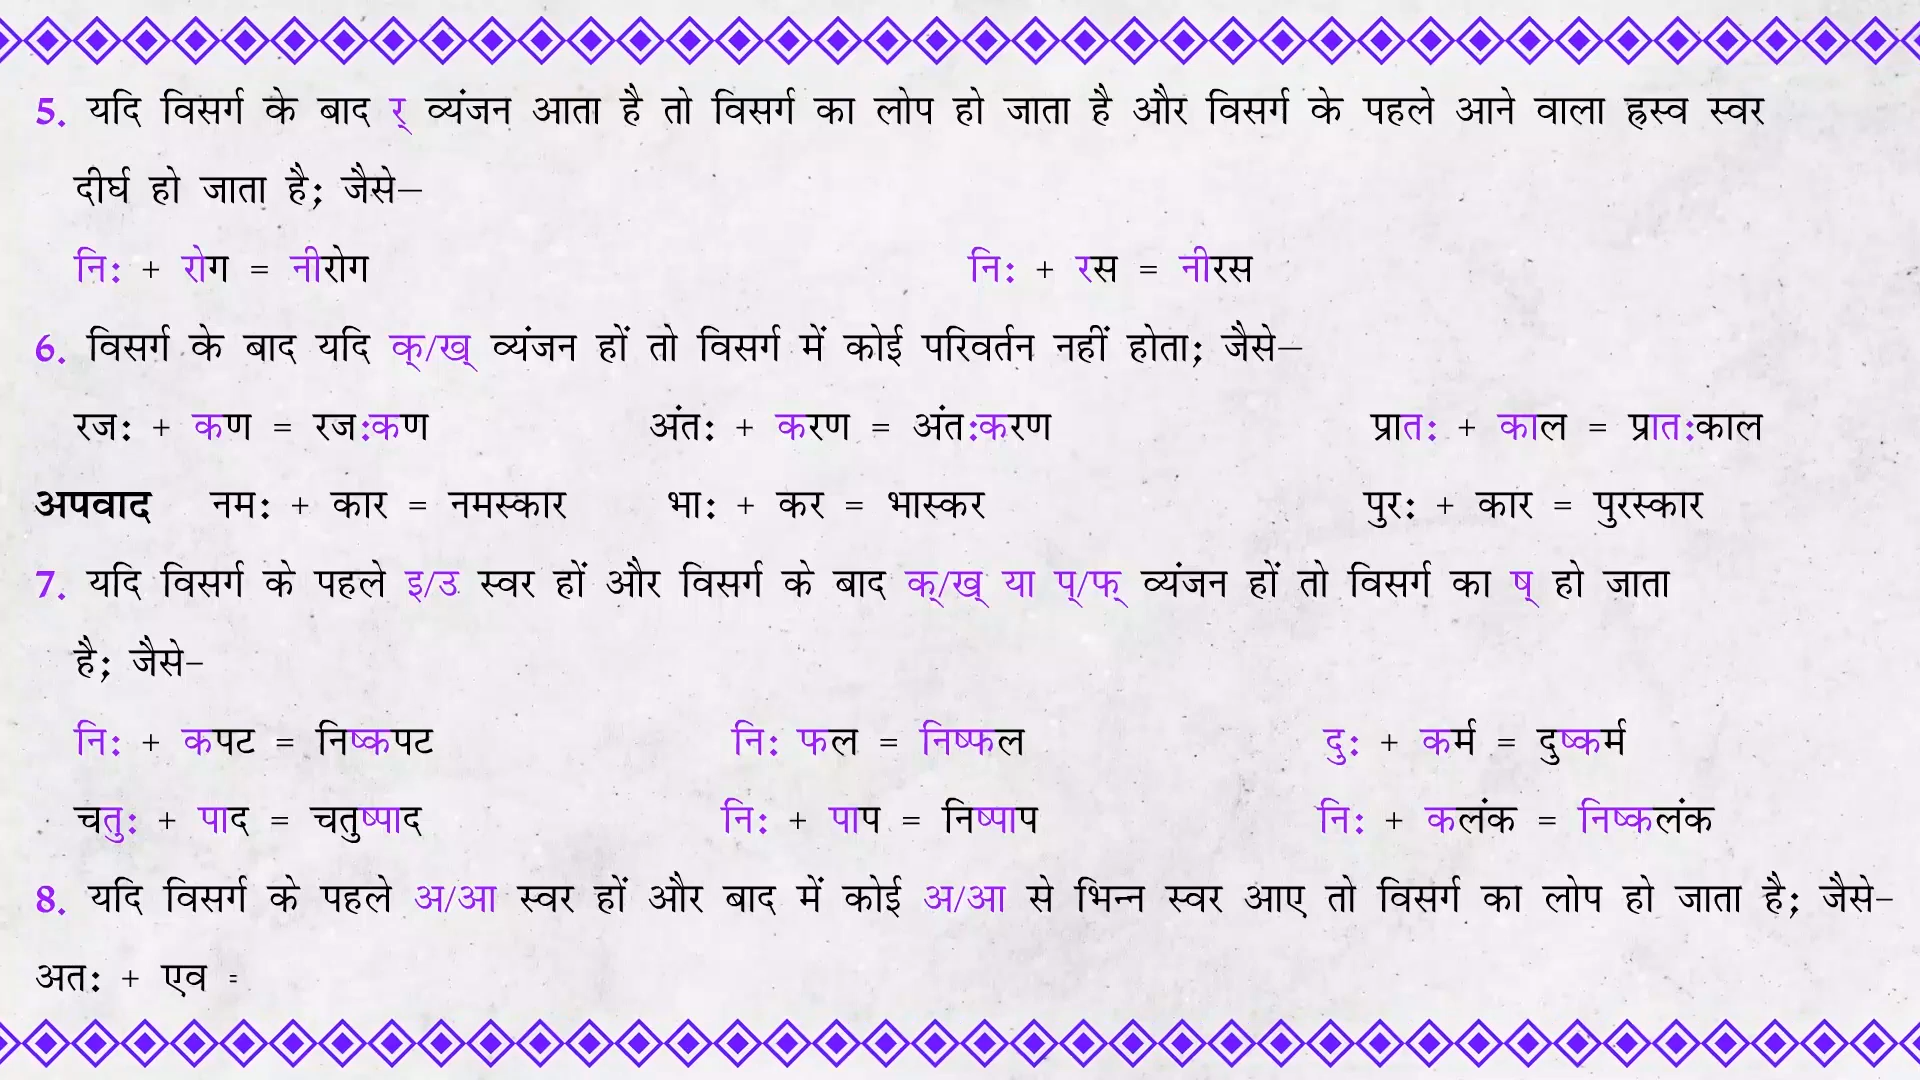 5. यदि विसर्ग के बाद र् व्यंजन आता है तो विसर्ग का लोप हो जाता है और विसर्ग के पहले आने वाला ह्रस्व स्वर
दीर्घ हो जाता है; जैसे–
निः + रोग = नीरोग निः + रस = नीरस
6. विसर्ग के बाद यदि क्/ख् व्यंजन हों तो विसर्ग में कोई परिवर्तन नहीं होता; जैसे–
रजः + कण = रजःकण अंतः + करण = अंतःकरण प्रातः + काल = प्रातःकाल
अपवाद नमः + कार = नमस्कार भाः + कर = भास्कर पुरः + कार = पुरस्कार
7. यदि विसर्ग के पहले इ/उ स्वर हों और विसर्ग के बाद क्/ख् या प्/फ् व्यंजन हों तो विसर्ग का ष् हो जाता
है; जैसे-
निः + कपट = निष्कपट निः फल = निष्फल दुः + कर्म = दुष्कर्म
चतुः + पाद = चतुष्पाद निः + पाप = निष्पाप निः + कलंक = निष्कलंक
8. यदि विसर्ग के पहले अ/आ स्वर हों और बाद में कोई अ/आ से भिन्न स्वर आए तो विसर्ग का लोप हो जाता है; जैसे-
अतः + एव =